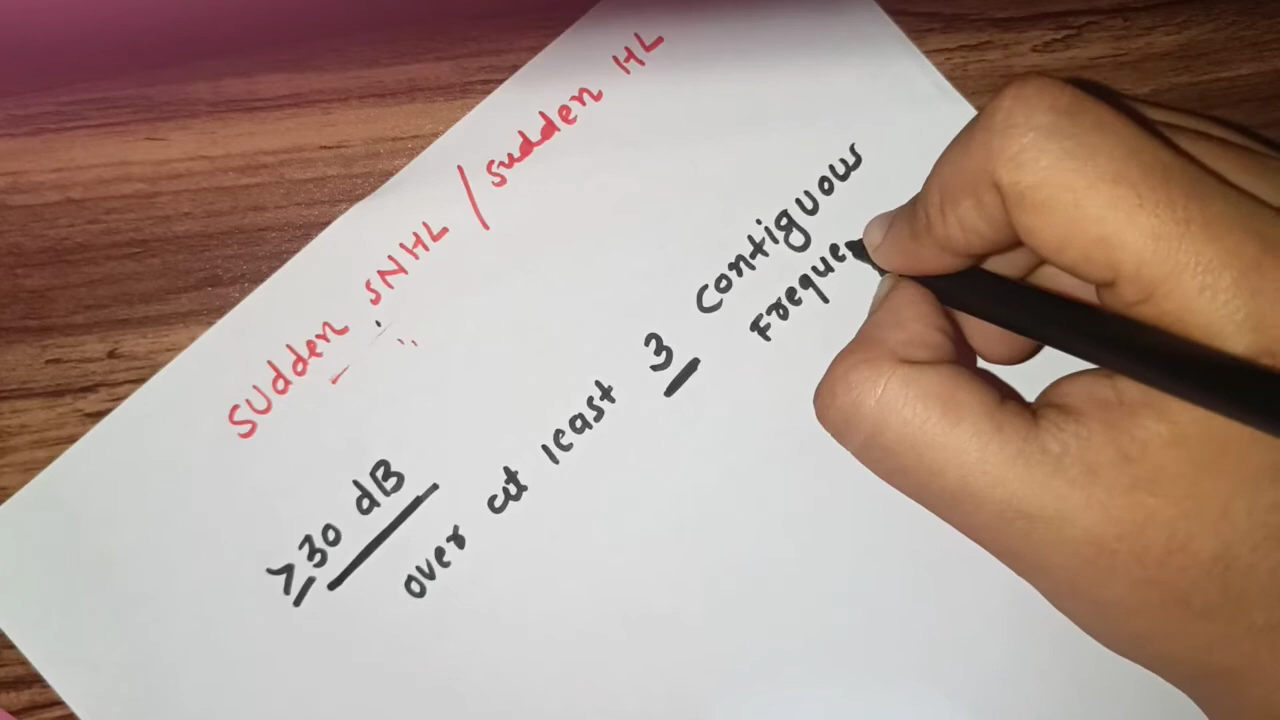 SUdden SNHL / sudden HL
≥30 dB
over at least 3 contiguous
Freque